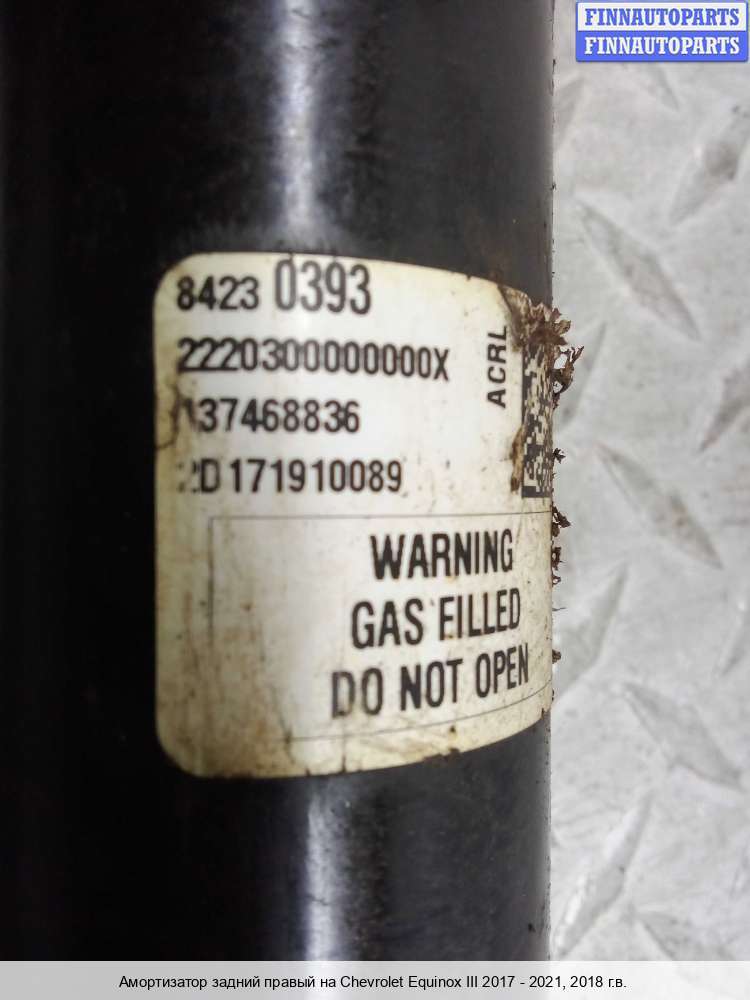 FINNAUTOPARTS
FINNAUTOPARTS
8423 0393
2220300000000X
ACRL
37468836
D171910089
WARNING
GAS FILLED
DO NOT OPEN
Амортизатор задний правый на Chevrolet Equinox III 2017 - 2021, 2018 г.в.